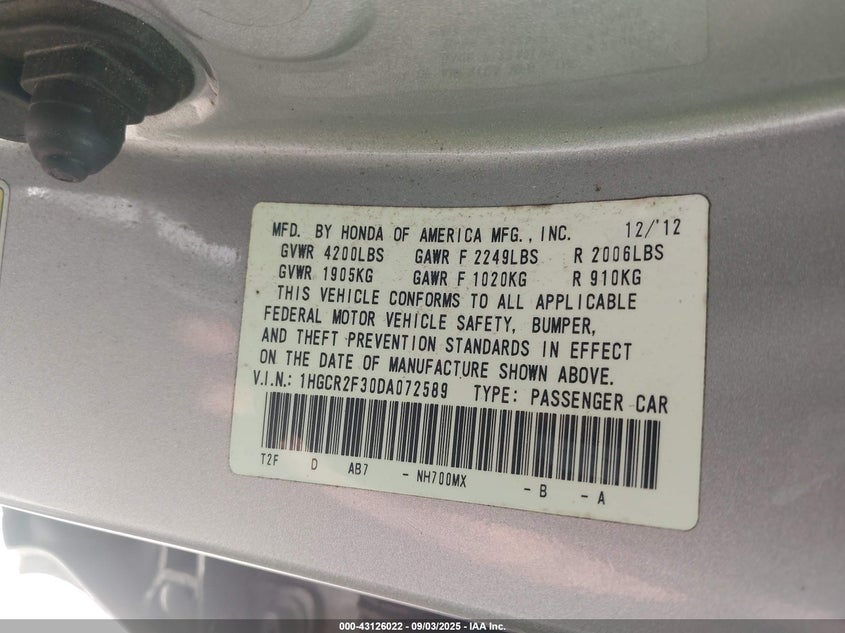 MFD. BY HONDA OF AMERICA MFG., INC. 12/'12
GVWR 4200LBS GAWR F 2249LBS R 2006LBS
GVWR 1905KG GAWR F 1020KG R 910KG
THIS VEHICLE CONFORMS TO ALL APPLICABLE
FEDERAL MOTOR VEHICLE SAFETY, BUMPER,
AND THEFT PREVENTION STANDARDS IN EFFECT
ON THE DATE OF MANUFACTURE SHOWN ABOVE.
V.I.N.: 1HGCR2F30DA072589 TYPE: PASSENGER CAR
T2F D AB7 - NH700MX - B - A
000-43126022 - 09/03/2025 - IAA Inc.